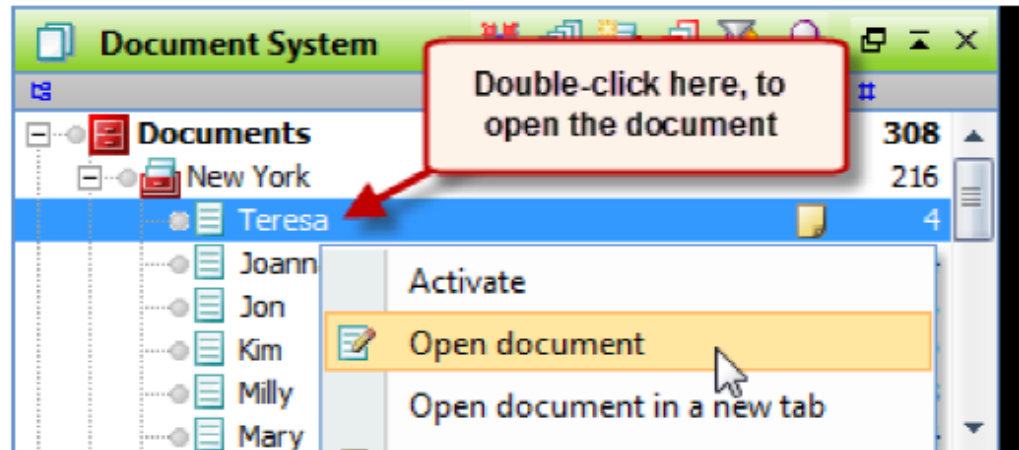 Document System
Double-click here, to
open the document
Documents 308
New York 216
Teresa 4
Activate
Jon
Open document
Kim
Milly
Open document in a new tab
Mary